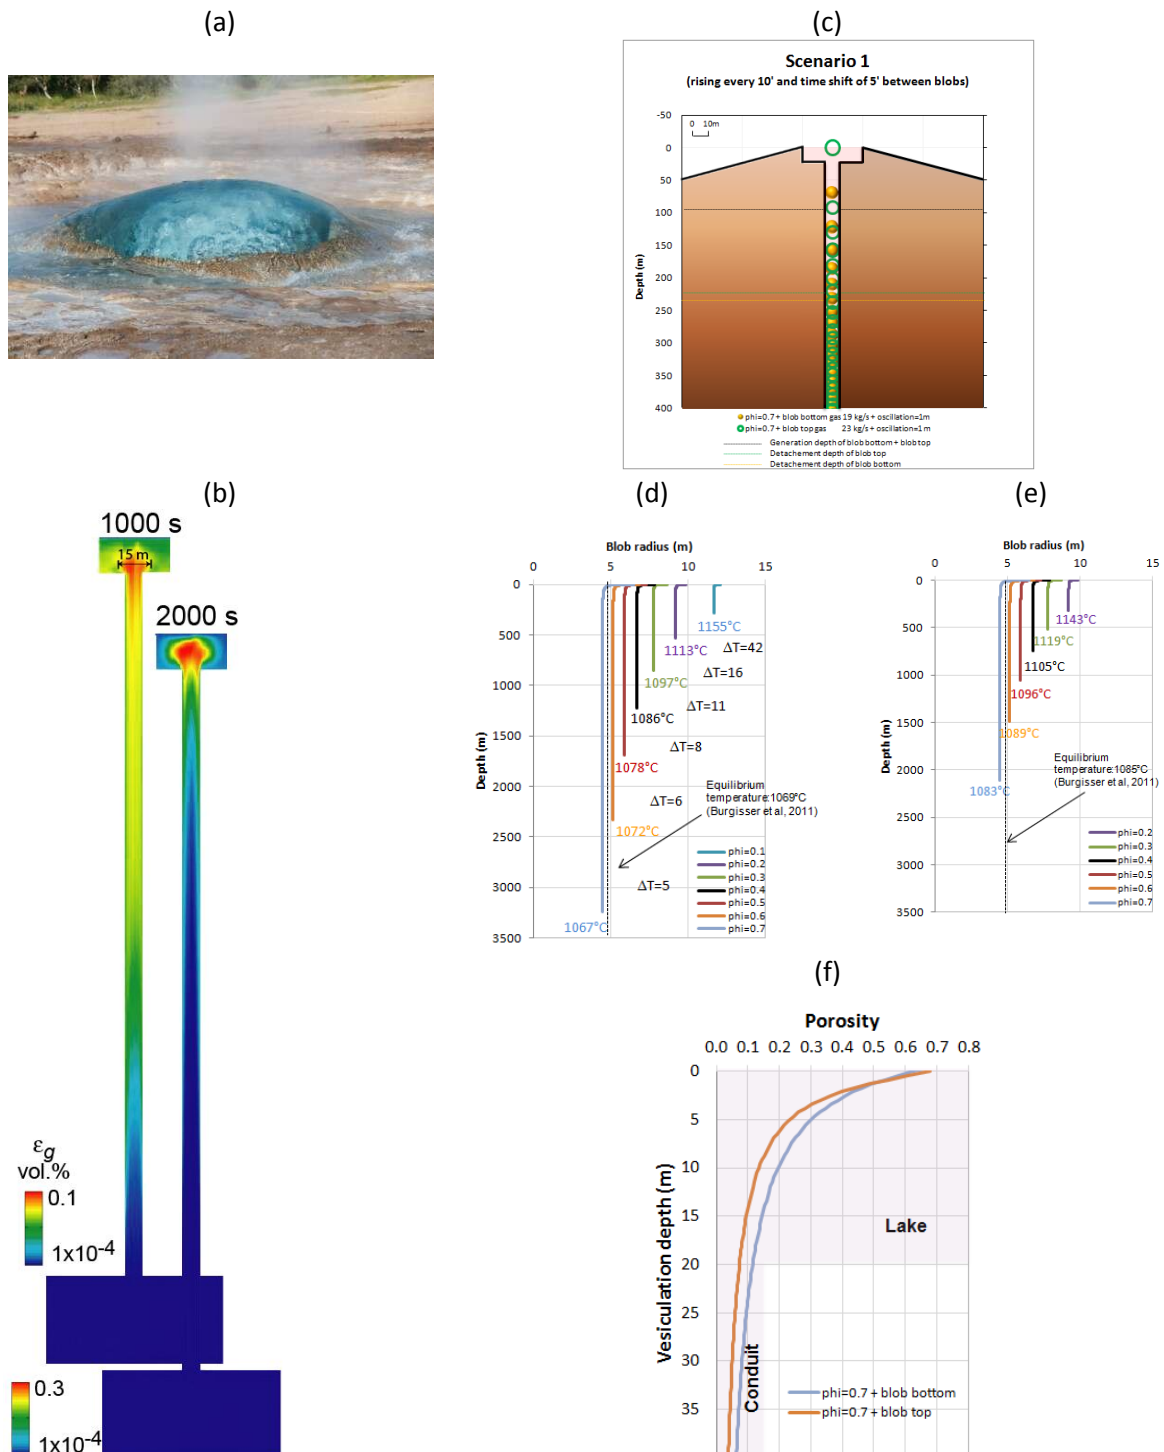 (a)
(c)
Scenario 1
(rising every 10' and time shift of 5' between blobs)
0 10m
-50
0
50
100
150
200
250
300
350
400
Depth (m)
phi=0.7 + blob bottom gas 19 kg/s + oscillation=1m
phi=0.7 + blob top gas 23 kg/s + oscillation=1 m
Generation depth of blob bottom + blob top
Detachement depth of blob top
Detachement depth of blob bottom
(b)
1000 s
15 m
2000 s
εg
vol.%
0.1
1x10-4
0.3
1x10-4
(d)
Blob radius (m)
0 5 10 15
0
500
1000
1500
2000
2500
3000
3500
Depth (m)
1155°C
ΔT=42
1113°C
ΔT=16
1097°C
ΔT=11
1086°C
ΔT=8
1078°C
ΔT=6
1072°C
ΔT=5
1067°C
Equilibrium
temperature:1069°C
(Burgisser et al, 2011)
phi=0.1
phi=0.2
phi=0.3
phi=0.4
phi=0.5
phi=0.6
phi=0.7
(e)
Blob radius (m)
0 5 10 15
0
500
1000
1500
2000
2500
3000
3500
Depth (m)
1143°C
1119°C
1105°C
1096°C
1089°C
1083°C
Equilibrium
temperature:1085°C
(Burgisser et al, 2011)
phi=0.2
phi=0.3
phi=0.4
phi=0.5
phi=0.6
phi=0.7
(f)
Porosity
0.0 0.1 0.2 0.3 0.4 0.5 0.6 0.7 0.8
0
5
10
15
20
25
30
35
Vesiculation depth (m)
Lake
Conduit
phi=0.7 + blob bottom
phi=0.7 + blob top